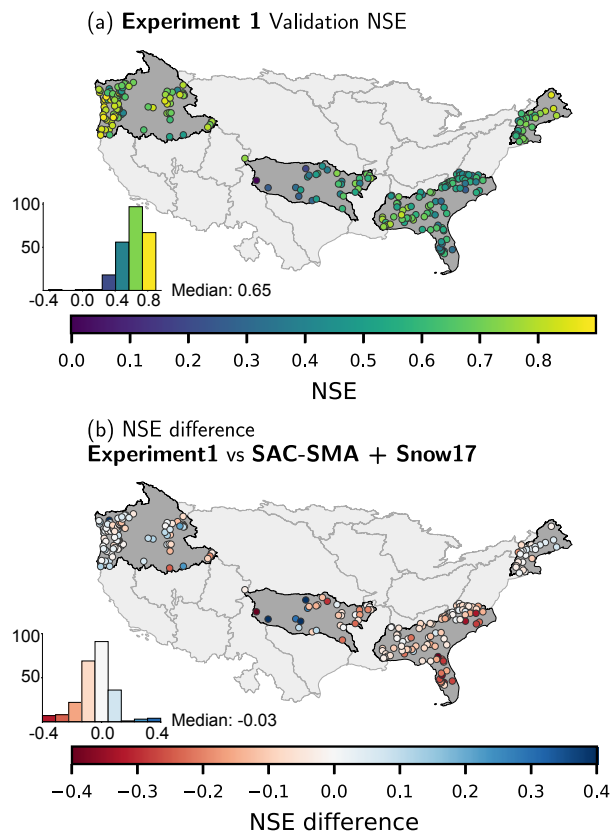 (a) Experiment 1 Validation NSE
100
50
-0.4 0.0 0.4 0.8
Median: 0.65
0.0 0.1 0.2 0.3 0.4 0.5 0.6 0.7 0.8
NSE
(b) NSE difference
Experiment1 vs SAC-SMA + Snow17
100
50
-0.4 0.0 0.4
Median: -0.03
−0.4 −0.3 −0.2 −0.1 0.0 0.1 0.2 0.3 0.4
NSE difference